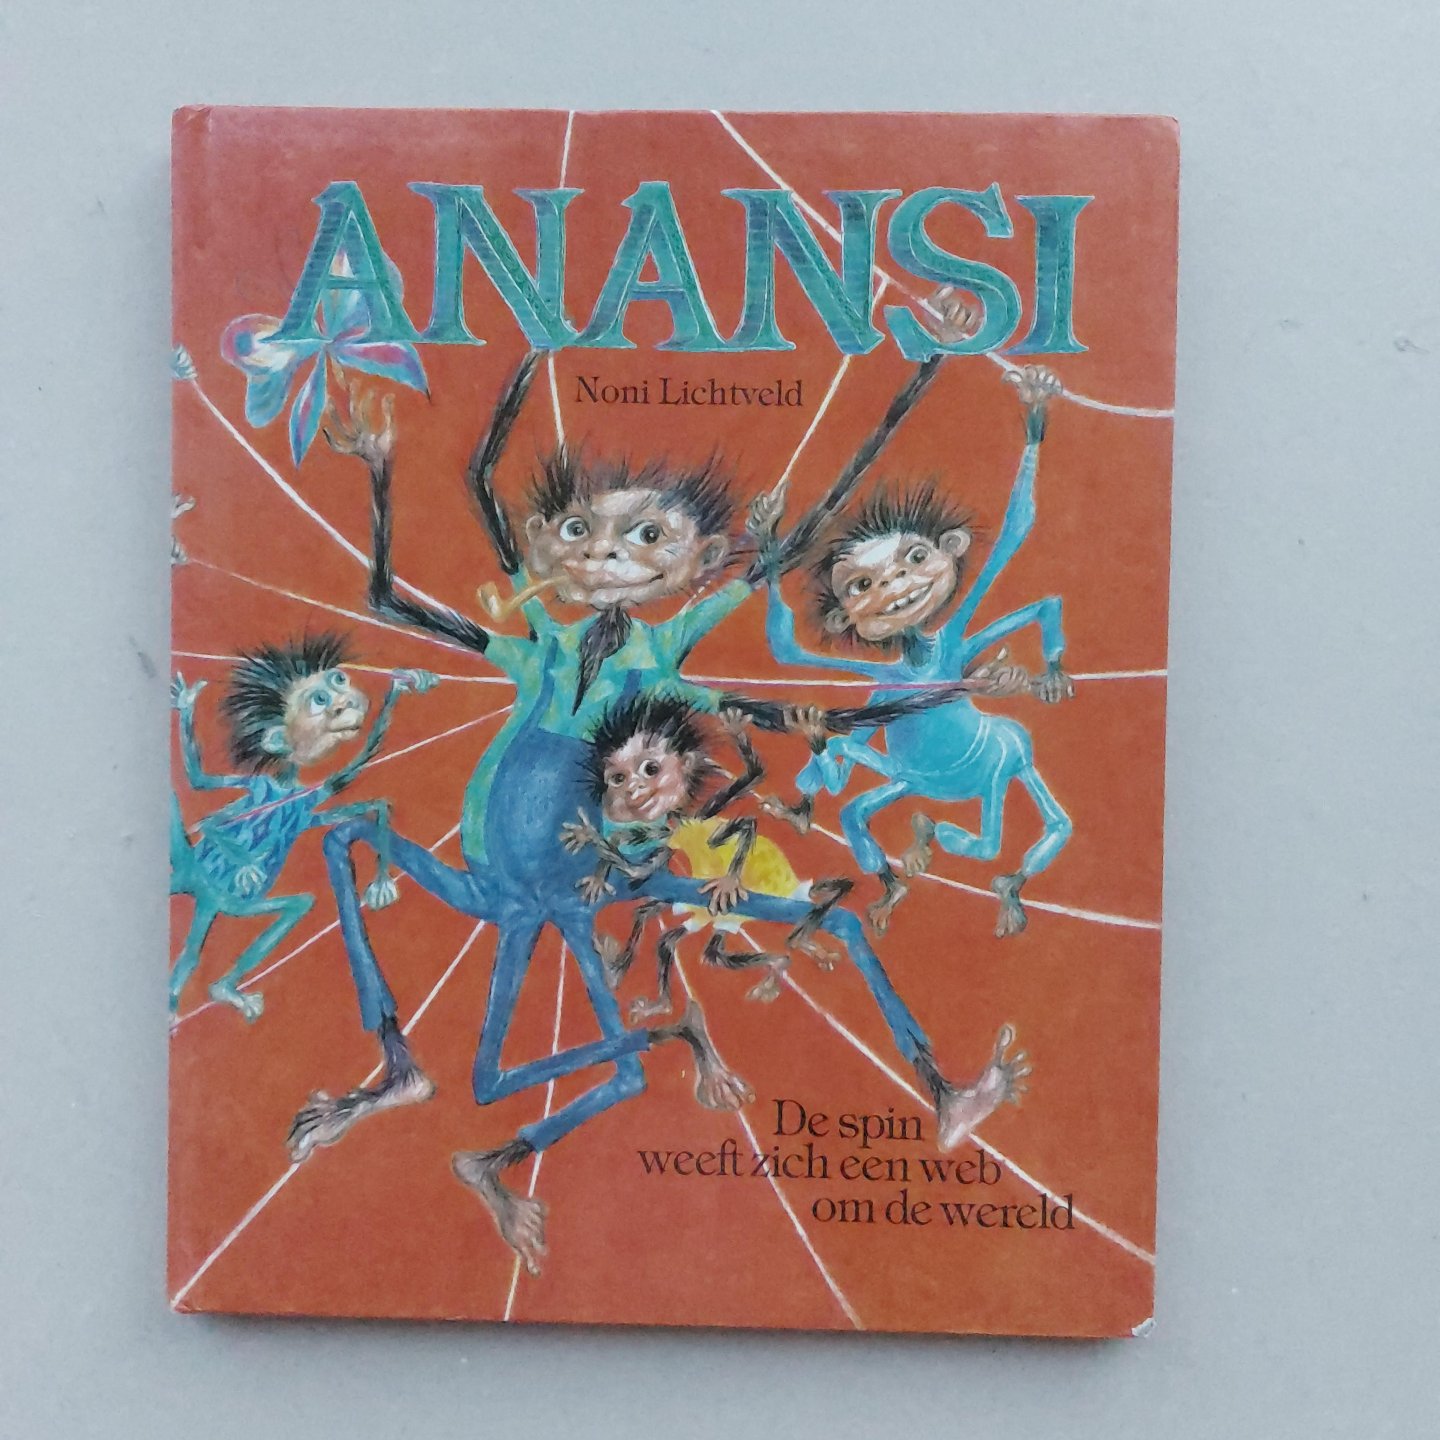 ANANSI
Noni Lichtveld
De spin
weeft zich een web
om de wereld